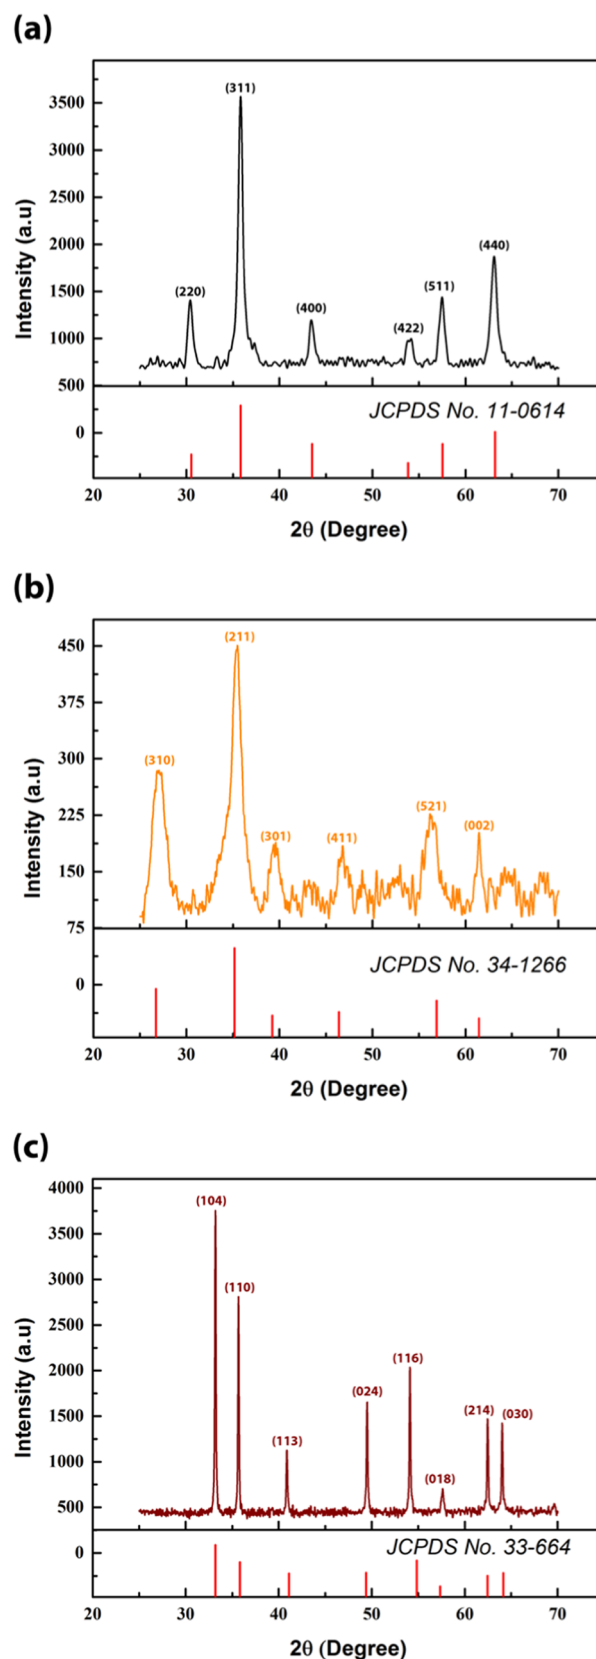 (a)
(311)
3500
3000
2500
2000
(440)
1500
(220)
(511)
(400)
(422)
1000
500
Intensity (a.u)
JCPDS No. 11-0614
0
20 30 40 50 60 70
2θ (Degree)
(b)
(211)
450
375
(310)
300
(521)
225
(301)
(411)
(002)
150
75
Intensity (a.u)
JCPDS No. 34-1266
0
20 30 40 50 60 70
2θ (Degree)
(c)
4000
(104)
3500
3000
(110)
2500
2000
(116)
(024)
1500
(214) (030)
(113)
1000
(018)
500
Intensity (a.u)
JCPDS No. 33-664
0
20 30 40 50 60 70
2θ (Degree)